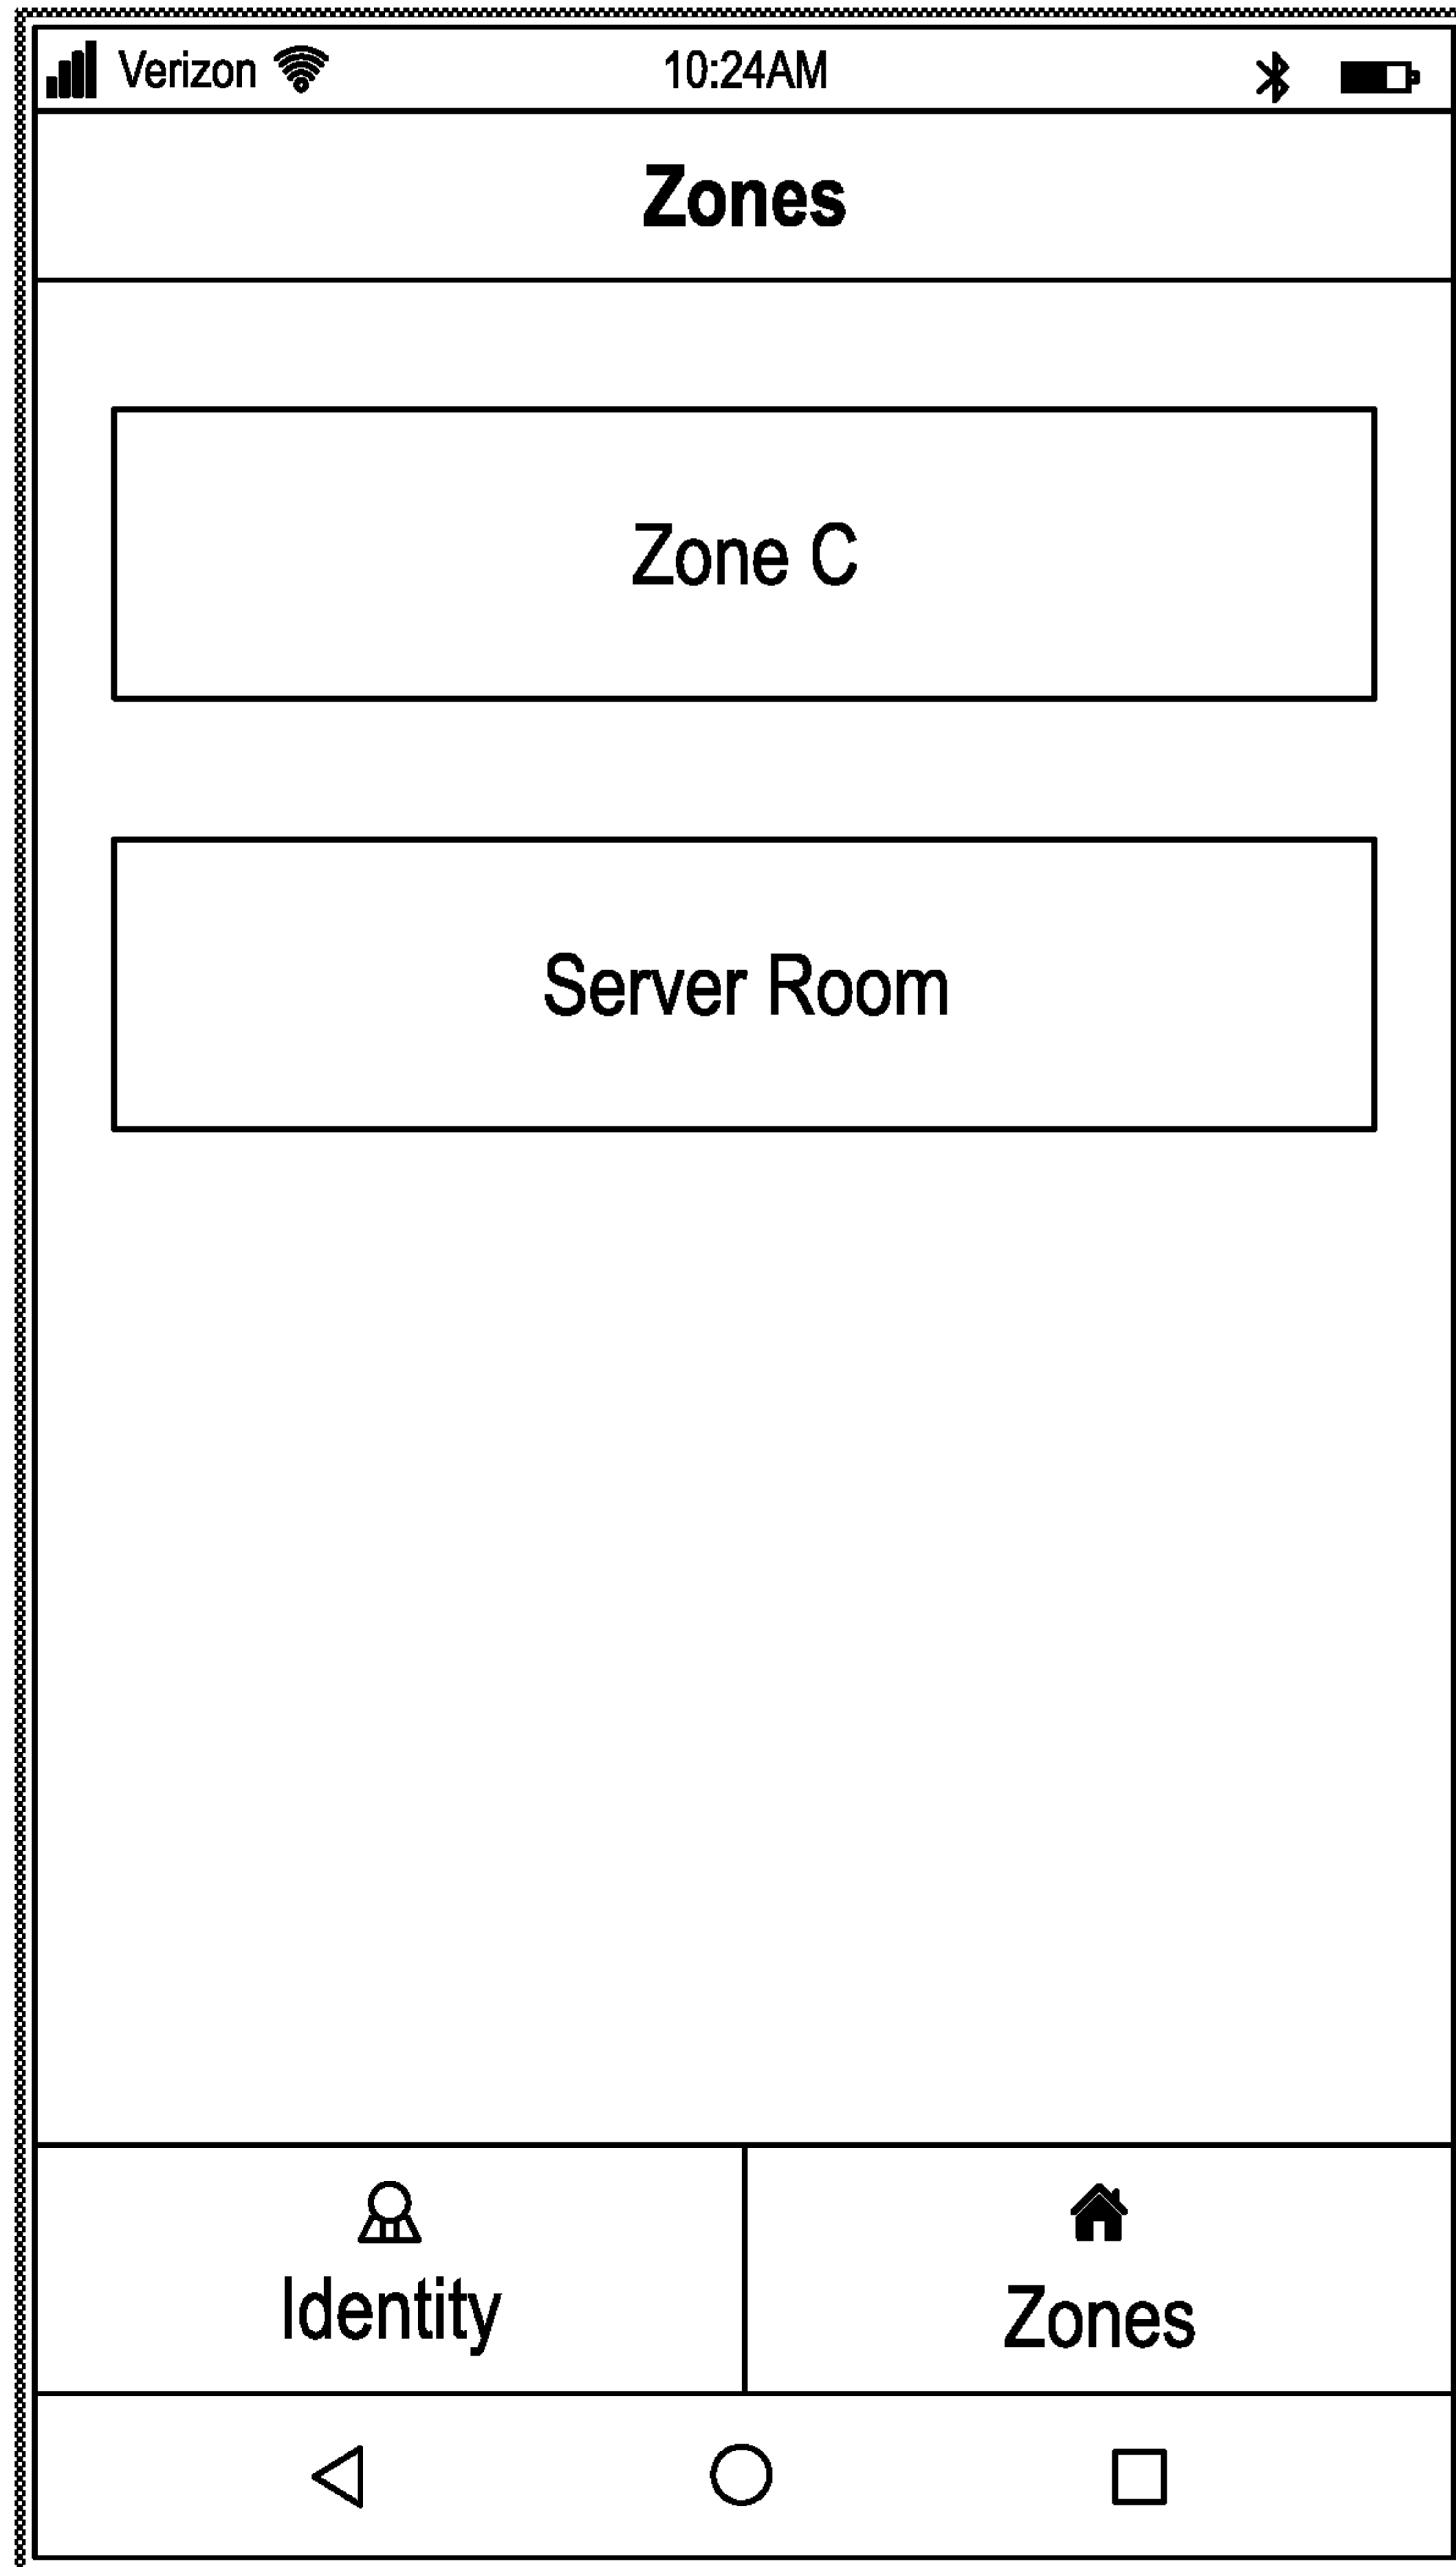 Verizon 10:24AM
Zones
Zone C
Server Room
Identity Zones